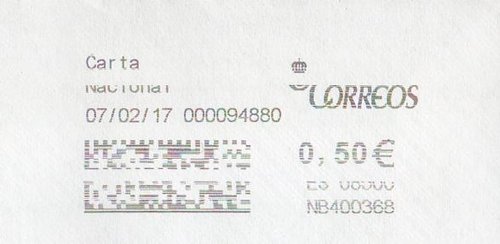 Carta
Nacional
CORREOS
07/02/17 000094880
0,50€
NB400368